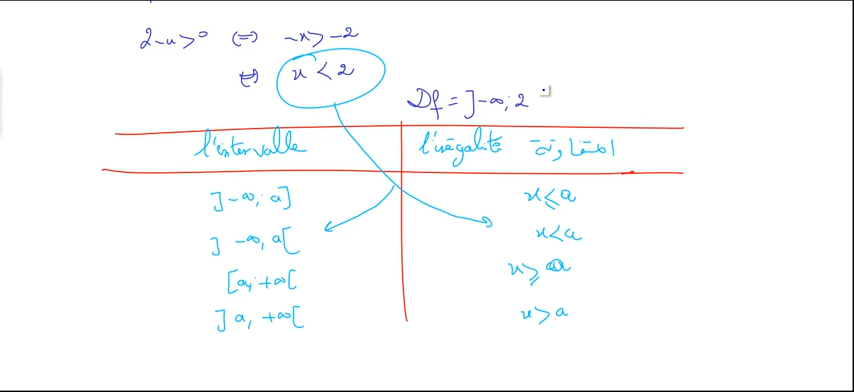 2-x>0 ⇔ -x>-2
⇔ x<2
Df = ]-∞; 2
l'intervalle
l'inégalité
]-∞; a]
x⩽a
]-∞, a[
x<a
[a; +∞[
x⩾a
]a, +∞[
x>a